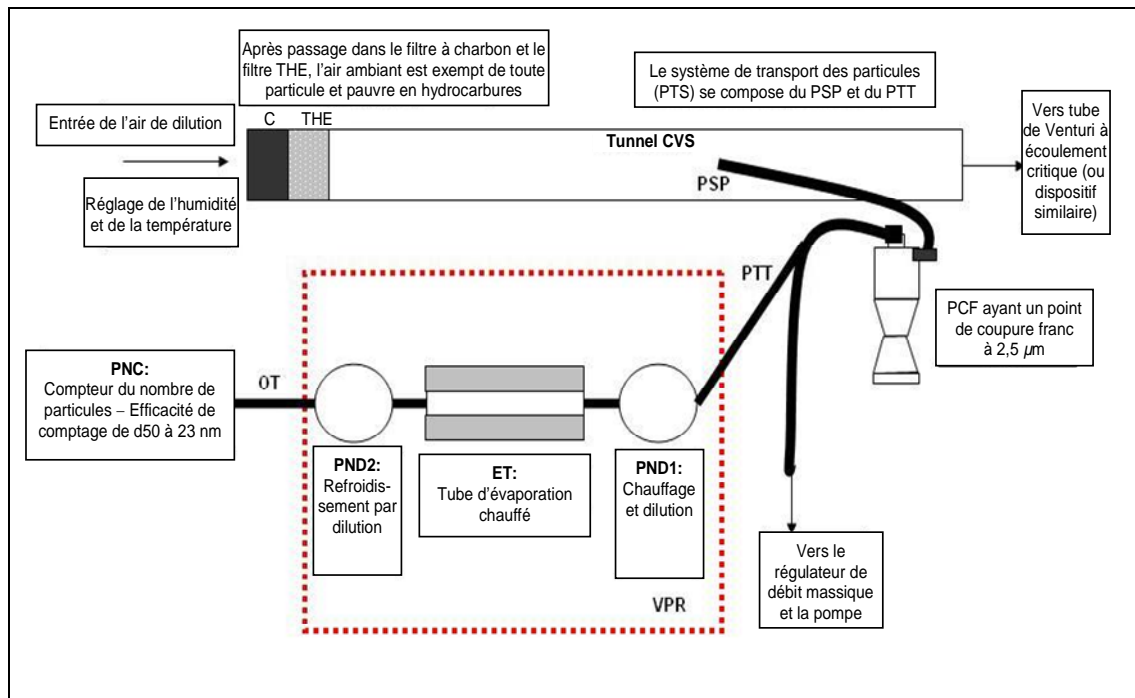 Après passage dans le filtre à charbon et le
filtre THE, l'air ambiant est exempt de toute
particule et pauvre en hydrocarbures
Le système de transport des particules
(PTS) se compose du PSP et du PTT
Entrée de l'air de dilution
C
THE
Tunnel CVS
Vers tube
de Venturi à
écoulement
critique (ou
dispositif
similaire)
Réglage de l'humidité
et de la température
PSP
PTT
PCF ayant un point
de coupure franc
à 2,5 µm
PNC:
Compteur du nombre de
particules – Efficacité de
comptage de d50 à 23 nm
OT
PND2:
Refroidis-
sement par
dilution
ET:
Tube d'évaporation
chauffé
PND1:
Chauffage
et dilution
VPR
Vers le
régulateur de
débit massique
et la pompe